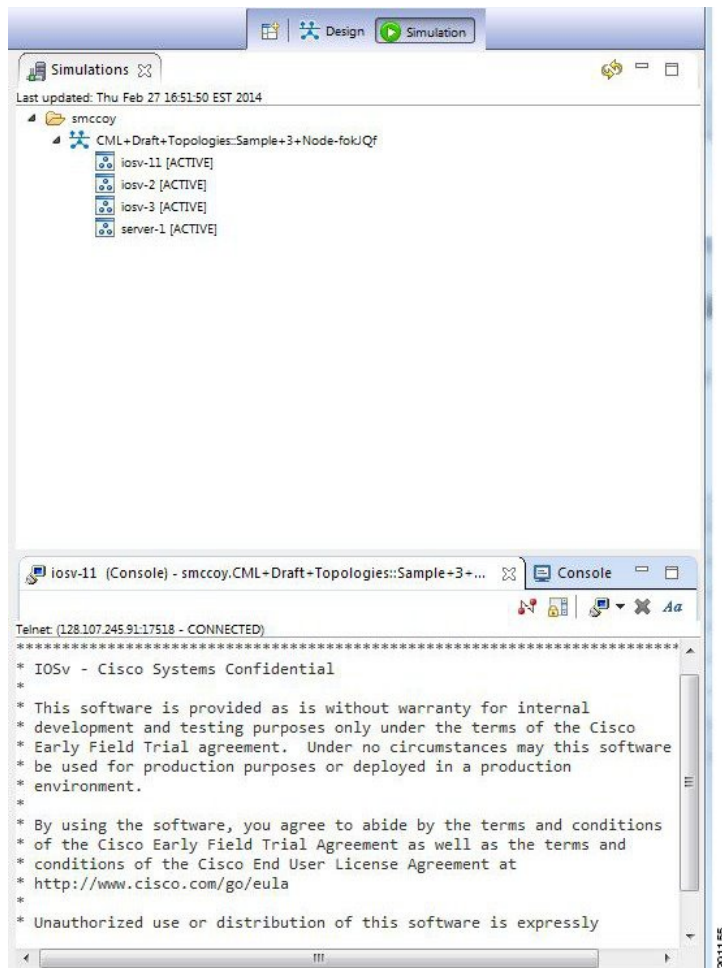 Design Simulation
Simulations
Last updated: Thu Feb 27 16:51:50 EST 2014
smccoy
CML+Draft+Topologies::Sample+3+Node-fokJQf
iosv-11 [ACTIVE]
iosv-2 [ACTIVE]
iosv-3 [ACTIVE]
server-1 [ACTIVE]
iosv-11 (Console) - smccoy.CML+Draft+Topologies::Sample+3+... Console
Aa
Telnet: (128.107.245.91:17518 - CONNECTED)
**************************************************************************
* IOSv - Cisco Systems Confidential
*
* This software is provided as is without warranty for internal
* development and testing purposes only under the terms of the Cisco
* Early Field Trial agreement.  Under no circumstances may this software
* be used for production purposes or deployed in a production
* environment.
*
* By using the software, you agree to abide by the terms and conditions
* of the Cisco Early Field Trial Agreement as well as the terms and
* conditions of the Cisco End User License Agreement at
* http://www.cisco.com/go/eula
*
* Unauthorized use or distribution of this software is expressly